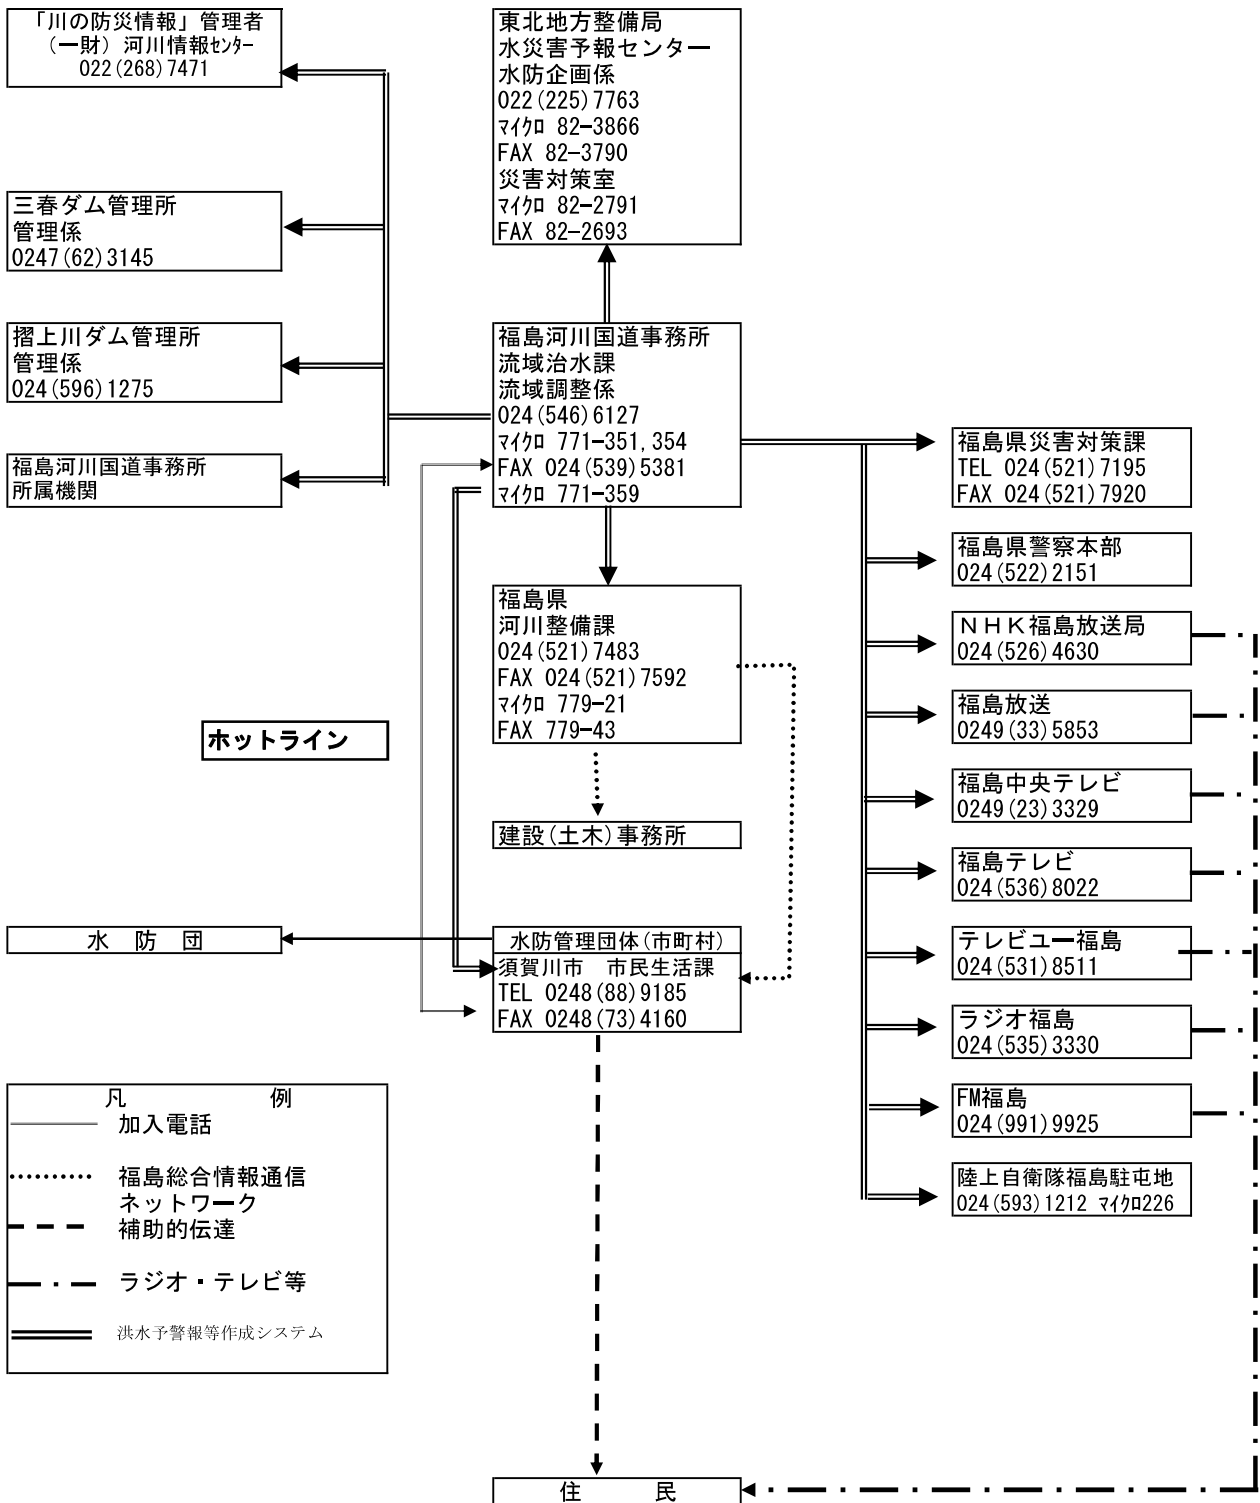 「川の防災情報」管理者
（一財）河川情報ｾﾝﾀｰ
022(268)7471
東北地方整備局
水災害予報センター
水防企画係
022(225)7763
ﾏｲｸﾛ 82-3866
FAX 82-3790
災害対策室
ﾏｲｸﾛ 82-2791
FAX 82-2693
三春ダム管理所
管理係
0247(62)3145
摺上川ダム管理所
管理係
024(596)1275
福島河川国道事務所
所属機関
福島河川国道事務所
流域治水課
流域調整係
024(546)6127
ﾏｲｸﾛ 771-351,354
FAX 024(539)5381
ﾏｲｸﾛ 771-359
福島県
河川整備課
024(521)7483
FAX 024(521)7592
ﾏｲｸﾛ 779-21
FAX 779-43
ホットライン
建設(土木)事務所
水　防　団
水防管理団体(市町村)
須賀川市　市民生活課
TEL 0248(88)9185
FAX 0248(73)4160
福島県災害対策課
TEL 024(521)7195
FAX 024(521)7920
福島県警察本部
024(522)2151
ＮＨＫ福島放送局
024(526)4630
福島放送
0249(33)5853
福島中央テレビ
0249(23)3329
福島テレビ
024(536)8022
テレビユー福島
024(531)8511
ラジオ福島
024(535)3330
FM福島
024(991)9925
陸上自衛隊福島駐屯地
024(593)1212 ﾏｲｸﾛ226
凡　　　例
加入電話
福島総合情報通信
ネットワーク
補助的伝達
ラジオ・テレビ等
洪水予警報等作成システム
住　　　民